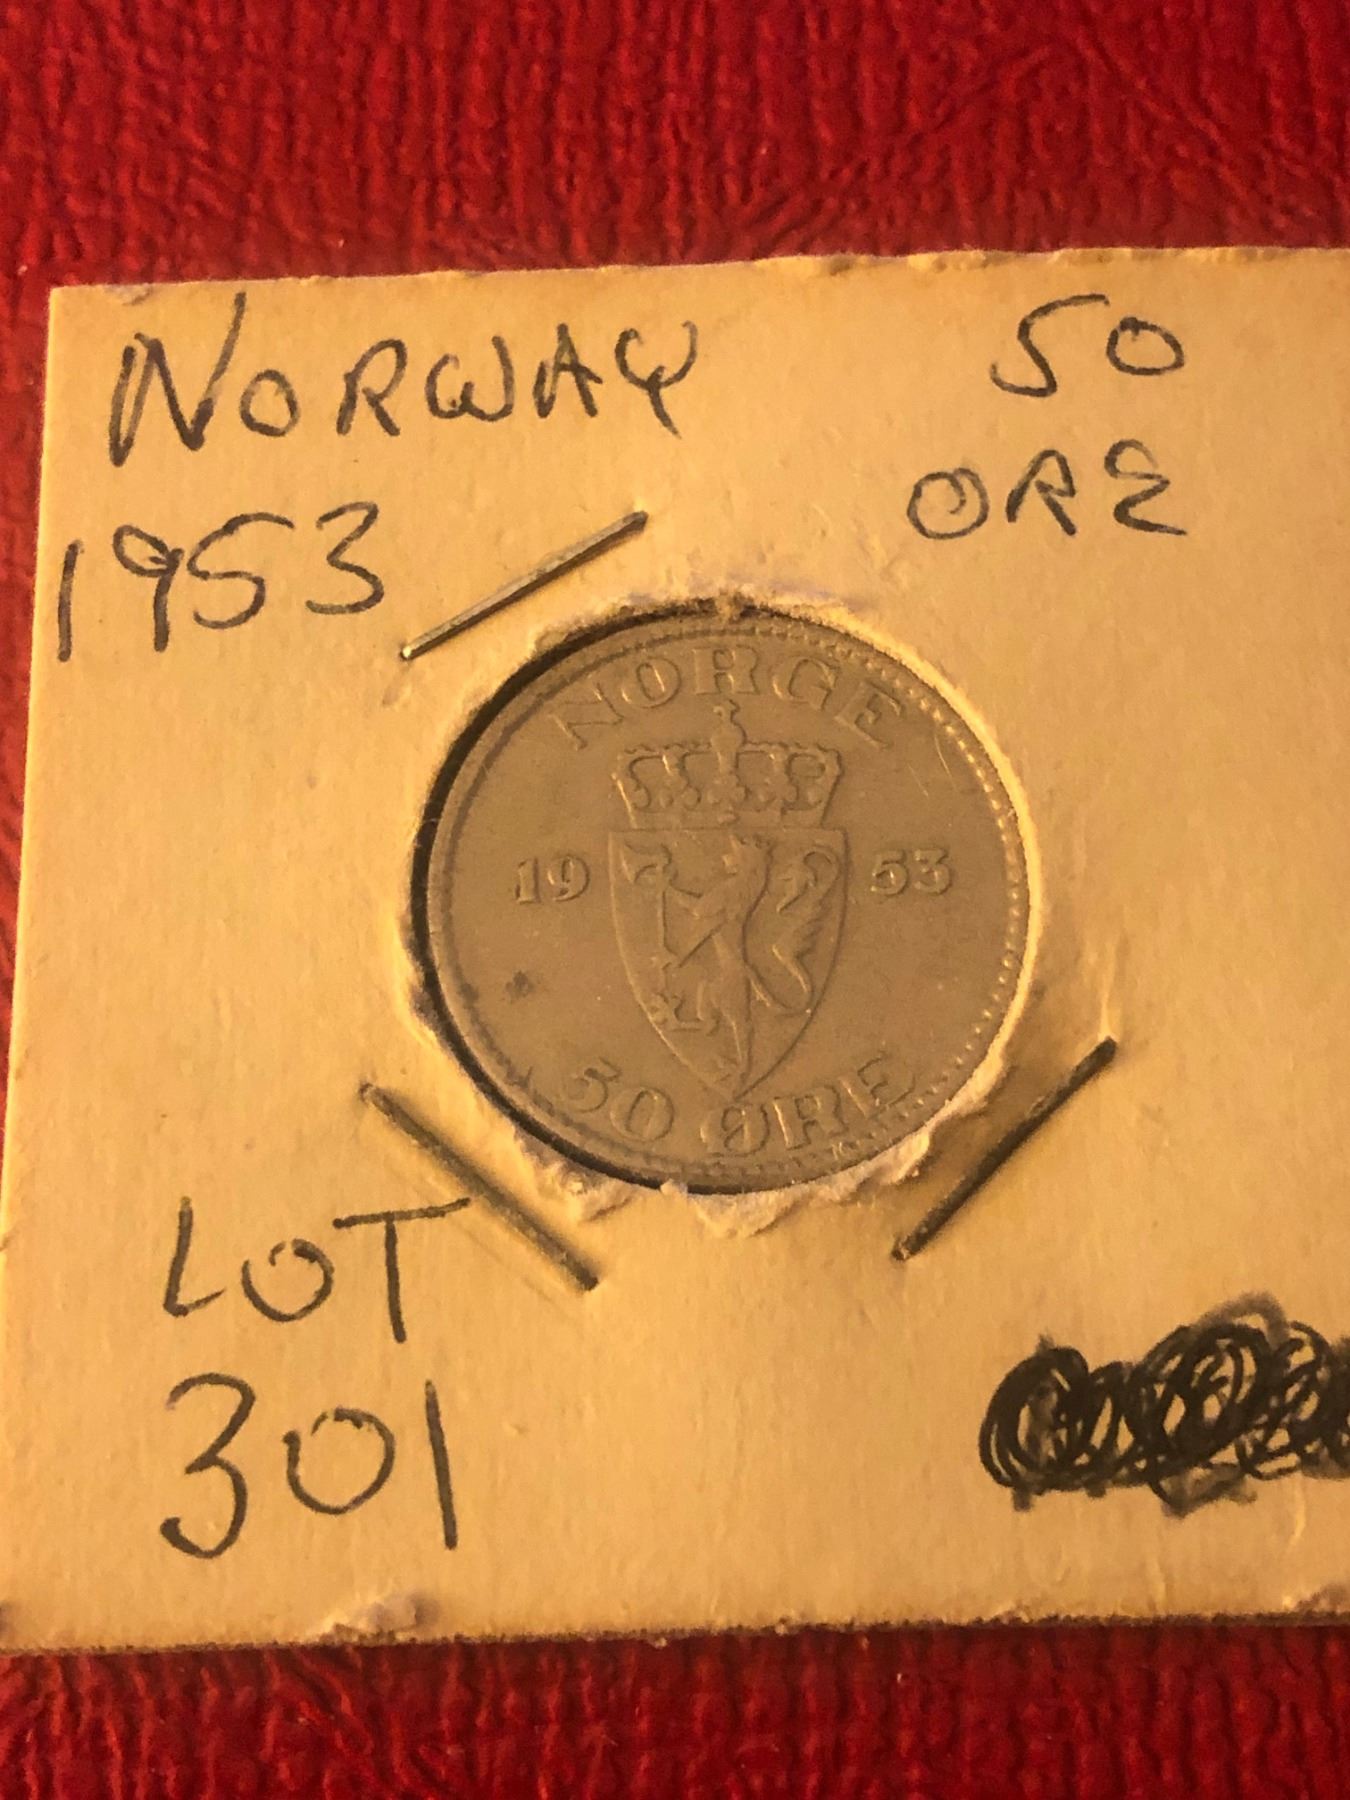 NORWAY 50
1953 ORE
NORGE
19 53
50 ØRE
LOT
301